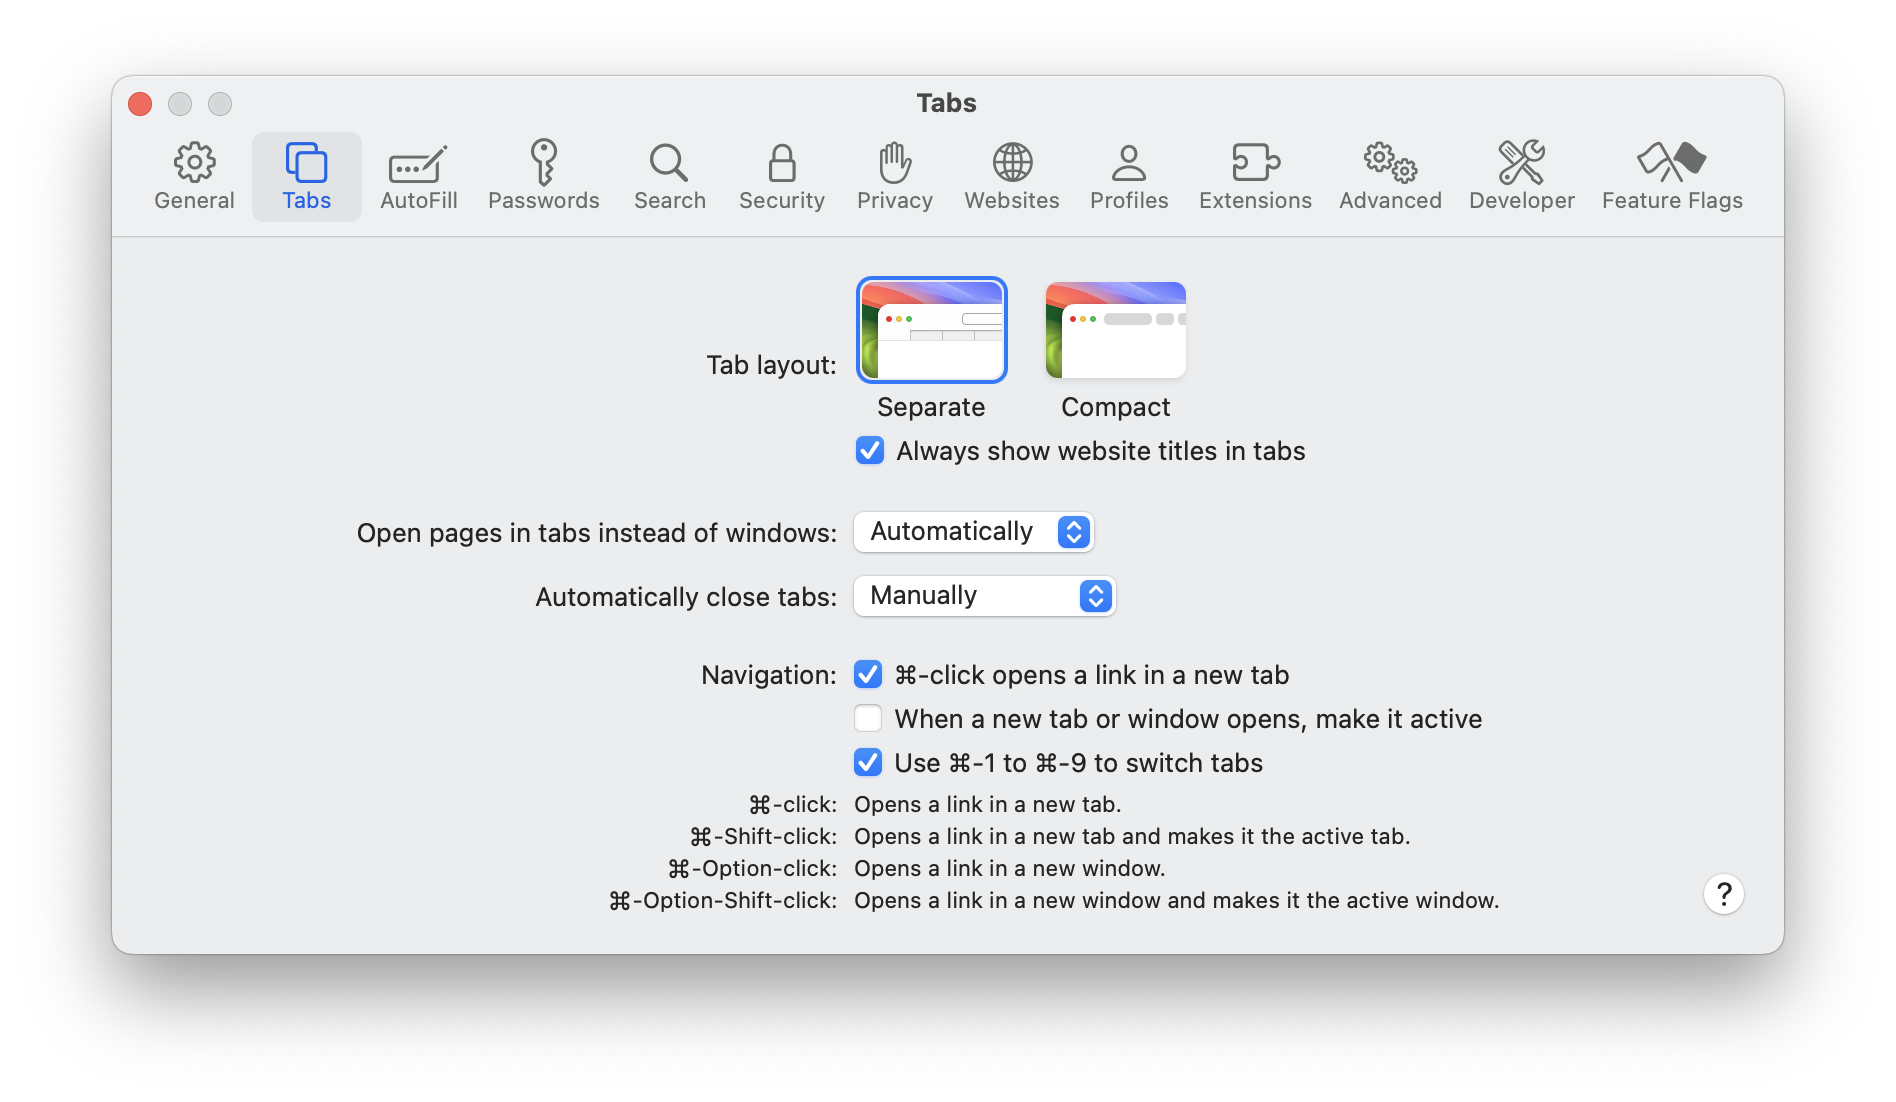 Tabs
General Tabs AutoFill Passwords Search Security Privacy Websites Profiles Extensions Advanced Developer Feature Flags
Tab layout:
Separate Compact
Always show website titles in tabs
Open pages in tabs instead of windows: Automatically
Automatically close tabs: Manually
Navigation: ⌘-click opens a link in a new tab
When a new tab or window opens, make it active
Use ⌘-1 to ⌘-9 to switch tabs
⌘-click: Opens a link in a new tab.
⌘-Shift-click: Opens a link in a new tab and makes it the active tab.
⌘-Option-click: Opens a link in a new window.
⌘-Option-Shift-click: Opens a link in a new window and makes it the active window.
?